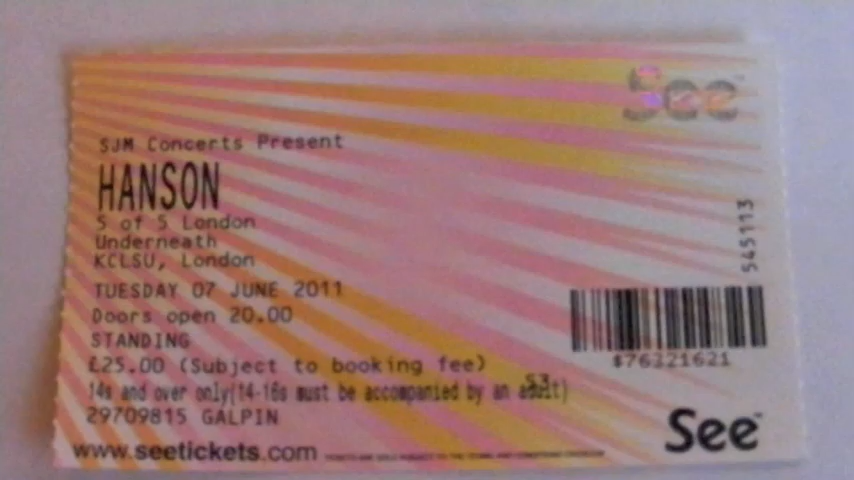 See
SJM Concerts Present
HANSON
5 of 5 London
Underneath
KCLSU, London
TUESDAY 07 JUNE 2011
Doors open 20.00
STANDING
£25.00 (Subject to booking fee)
14s and over only(14-16s must be accompanied by an adult)
53
29709815 GALPIN
www.seetickets.com
545113
See